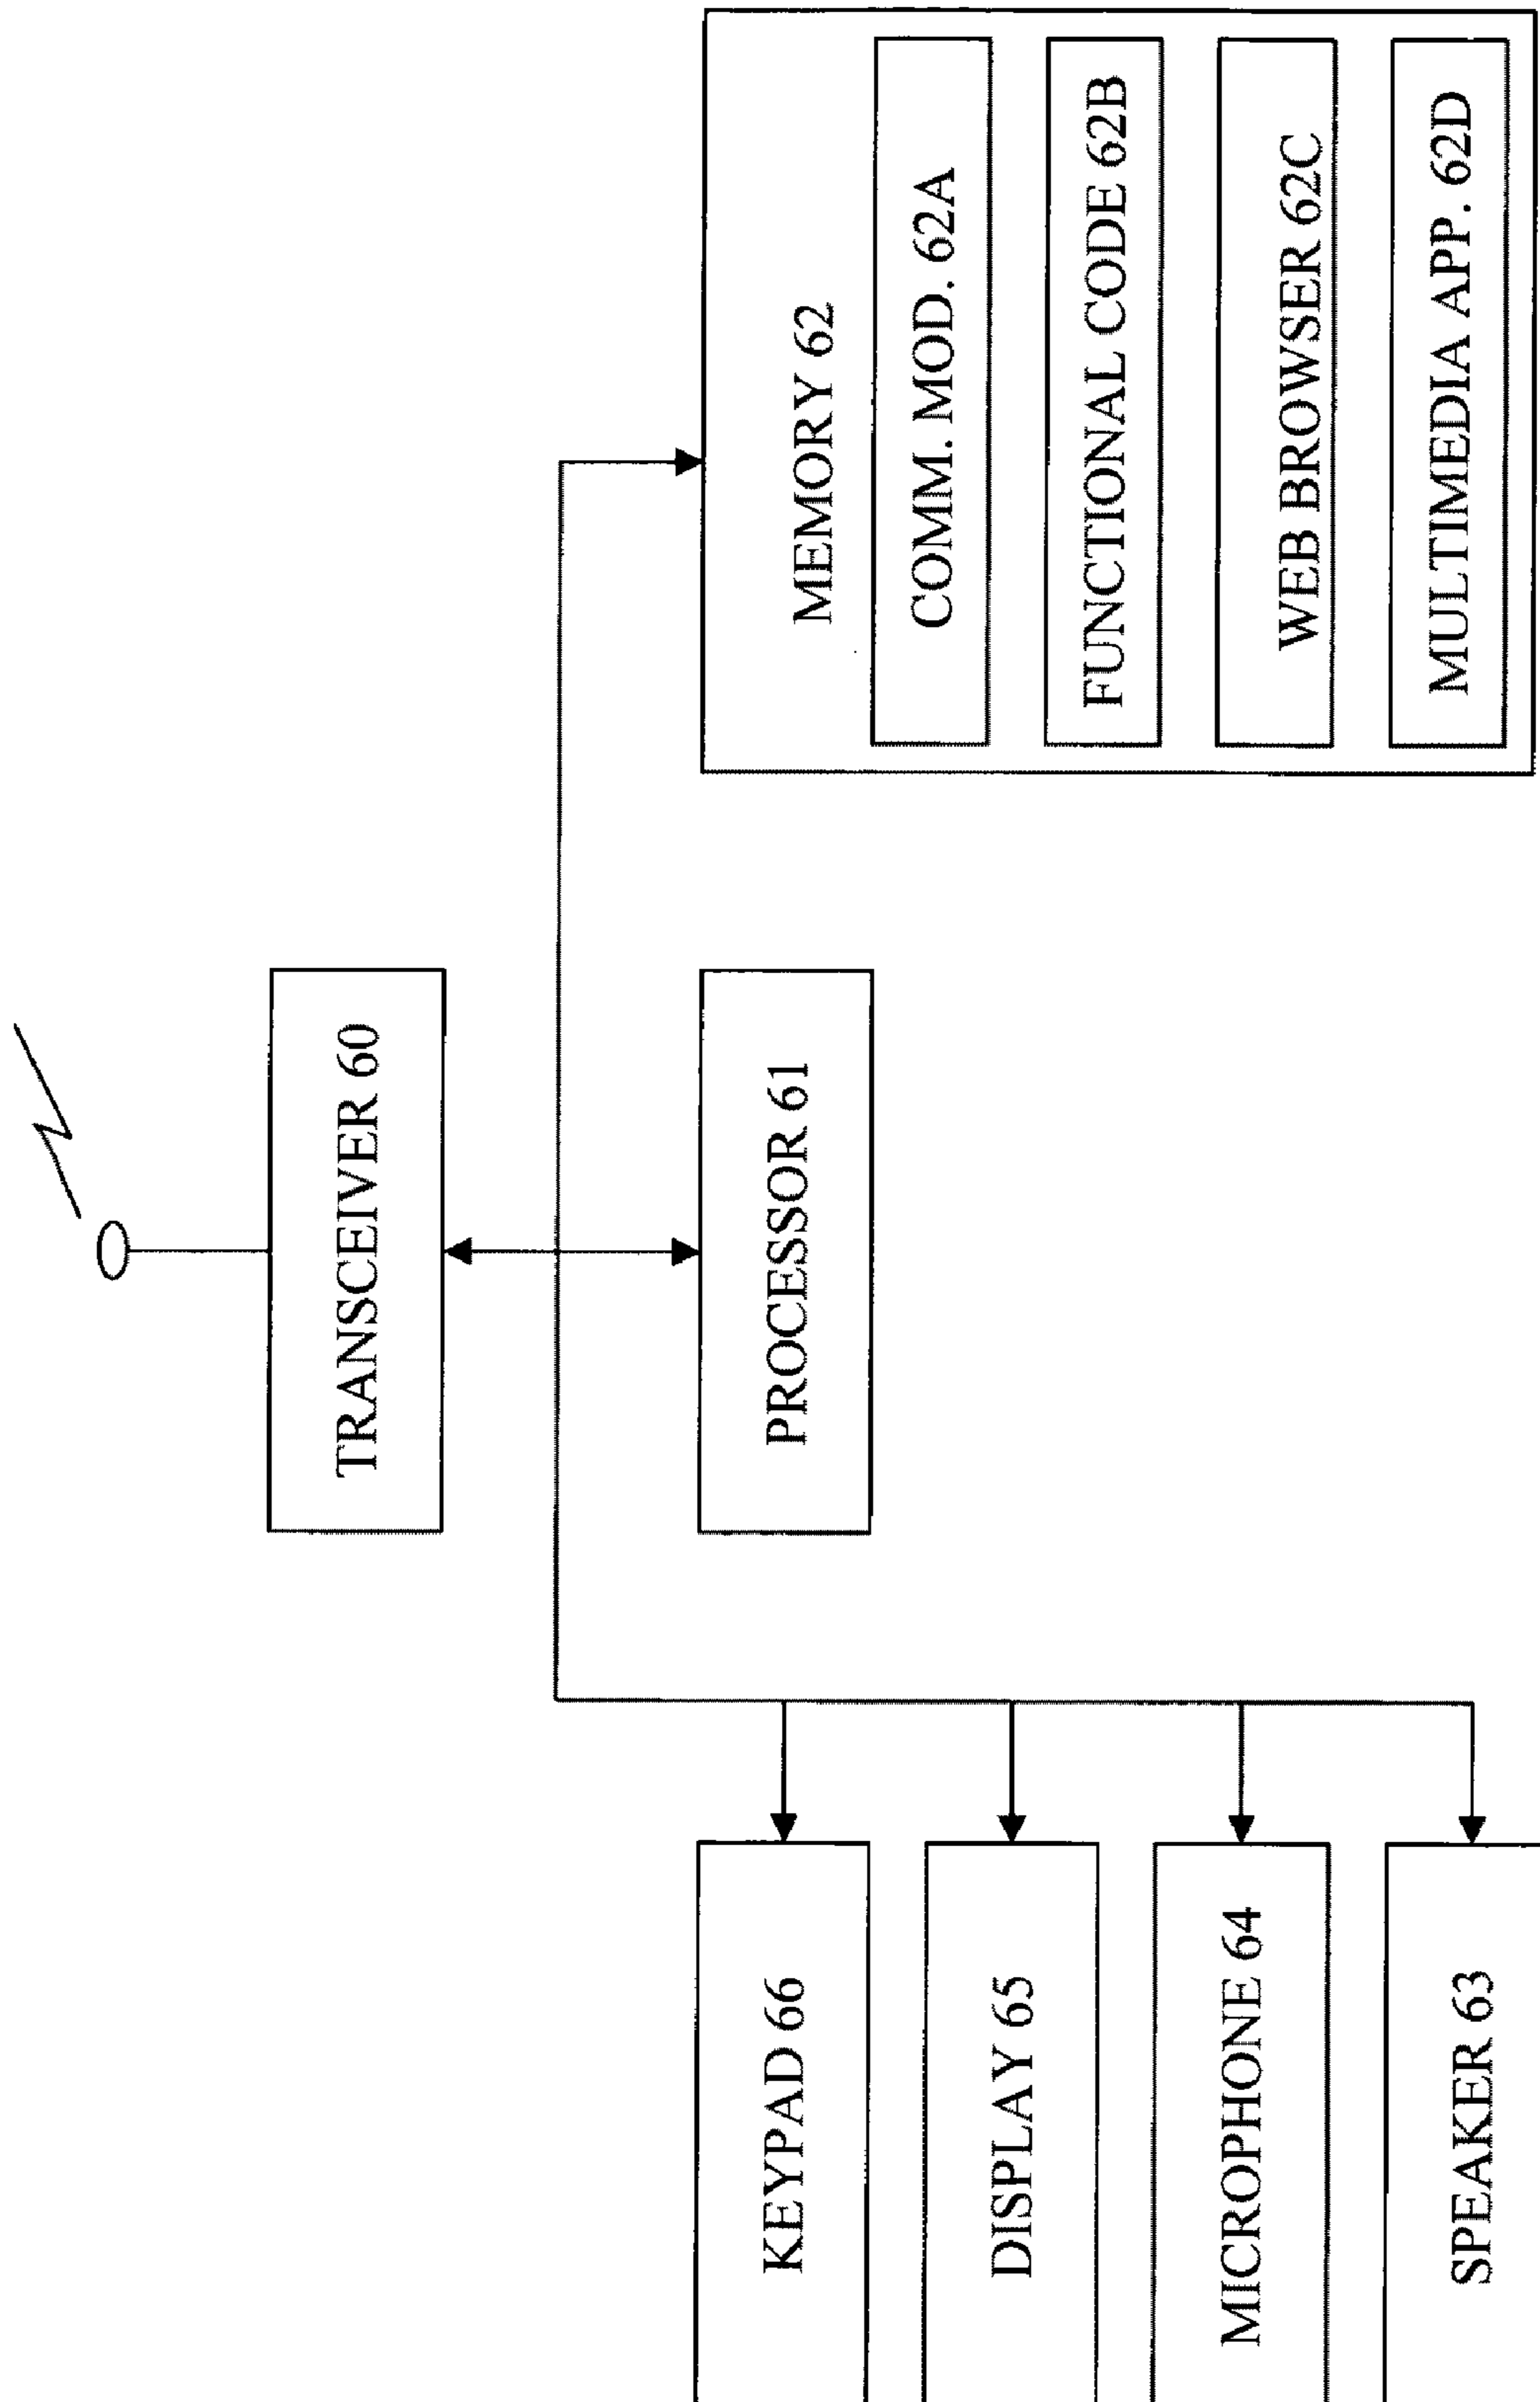 TRANSCEIVER 60
KEYPAD 66
DISPLAY 65
MICROPHONE 64
SPEAKER 63
PROCESSOR 61
MEMORY 62
COMM. MOD. 62A
FUNCTIONAL CODE 62B
WEB BROWSER 62C
MULTIMEDIA APP. 62D